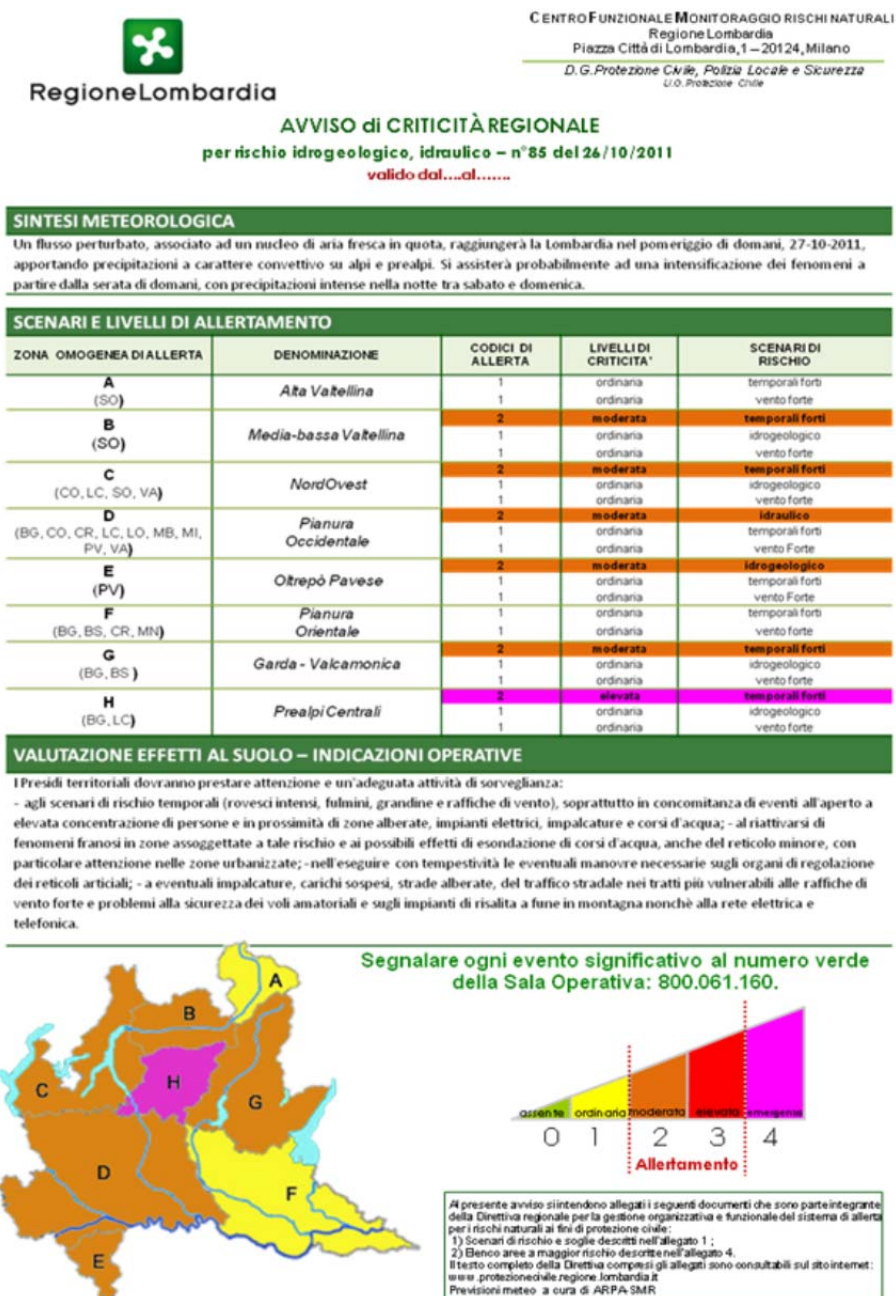 RegioneLombardia
CENTRO FUNZIONALE MONITORAGGIO RISCHI NATURALI
Regione Lombardia
Piazza Città di Lombardia,1 – 20124, Milano
D.G.Protezione Civile, Polizia Locale e Sicurezza
U.O. Protezione Civile
AVVISO di CRITICITÀ REGIONALE
per rischio idrogeologico, idraulico – n°85 del 26/10/2011
valido dal....al.......
SINTESI METEOROLOGICA
Un flusso perturbato, associato ad un nucleo di aria fresca in quota, raggiungerà la Lombardia nel pomeriggio di domani, 27-10-2011,
apportando precipitazioni a carattere convettivo su alpi e prealpi. Si assisterà probabilmente ad una intensificazione dei fenomeni a
partire dalla serata di domani, con precipitazioni intense nella notte tra sabato e domenica.
SCENARI E LIVELLI DI ALLERTAMENTO
ZONA OMOGENEA DI ALLERTA DENOMINAZIONE CODICI DI ALLERTA LIVELLI DI CRITICITA' SCENARI DI RISCHIO
A (SO) Alta Valtellina
1 ordinaria temporali forti
1 ordinaria vento forte
B (SO) Media-bassa Valtellina
2 moderata temporali forti
1 ordinaria idrogeologico
1 ordinaria vento forte
C (CO, LC, SO, VA) NordOvest
2 moderata temporali forti
1 ordinaria idrogeologico
1 ordinaria vento forte
D (BG, CO, CR, LC, LO, MB, MI, PV, VA) Pianura Occidentale
2 moderata idraulico
1 ordinaria temporali forti
1 ordinaria vento Forte
E (PV) Oltrepò Pavese
2 moderata idrogeologico
1 ordinaria temporali forti
1 ordinaria vento Forte
F (BG, BS, CR, MN) Pianura Orientale
1 ordinaria temporali forti
1 ordinaria vento forte
G (BG, BS ) Garda - Valcamonica
2 moderata temporali forti
1 ordinaria idrogeologico
1 ordinaria vento forte
H (BG, LC) Prealpi Centrali
2 elevata temporali forti
1 ordinaria idrogeologico
1 ordinaria vento forte
VALUTAZIONE EFFETTI AL SUOLO – INDICAZIONI OPERATIVE
I Presidi territoriali dovranno prestare attenzione e un'adeguata attività di sorveglianza:
- agli scenari di rischio temporali (rovesci intensi, fulmini, grandine e raffiche di vento), soprattutto in concomitanza di eventi all'aperto a
elevata concentrazione di persone e in prossimità di zone alberate, impianti elettrici, impalcature e corsi d'acqua; - al riattivarsi di
fenomeni franosi in zone assoggettate a tale rischio e ai possibili effetti di esondazione di corsi d'acqua, anche del reticolo minore, con
particolare attenzione nelle zone urbanizzate; - nell'eseguire con tempestività le eventuali manovre necessarie sugli organi di regolazione
dei reticoli articiali; - a eventuali impalcature, carichi sospesi, strade alberate, del traffico stradale nei tratti più vulnerabili alle raffiche di
vento forte e problemi alla sicurezza dei voli amatoriali e sugli impianti di risalita a fune in montagna nonchè alla rete elettrica e
telefonica.
A
B
H
C
G
D
F
E
Segnalare ogni evento significativo al numero verde
della Sala Operativa: 800.061.160.
assente ordinaria moderata elevata emergenza
0 1 2 3 4
Allertamento
Al presente avviso si intendono allegati i seguenti documenti che sono parte integrante
della Direttiva regionale per la gestione organizzativa e funzionale del sistema di allerta
per i rischi naturali ai fini di protezione civile:
1) Scenari di rischio e soglie descritti nell'allegato 1 ;
2) Elenco aree a maggior rischio descritte nell'allegato 4.
Il testo completo della Direttiva compresi gli allegati sono consultabili sul sito internet:
www.protezionecivile.regione.lombardia.it
Previsioni meteo a cura di ARPA-SMR